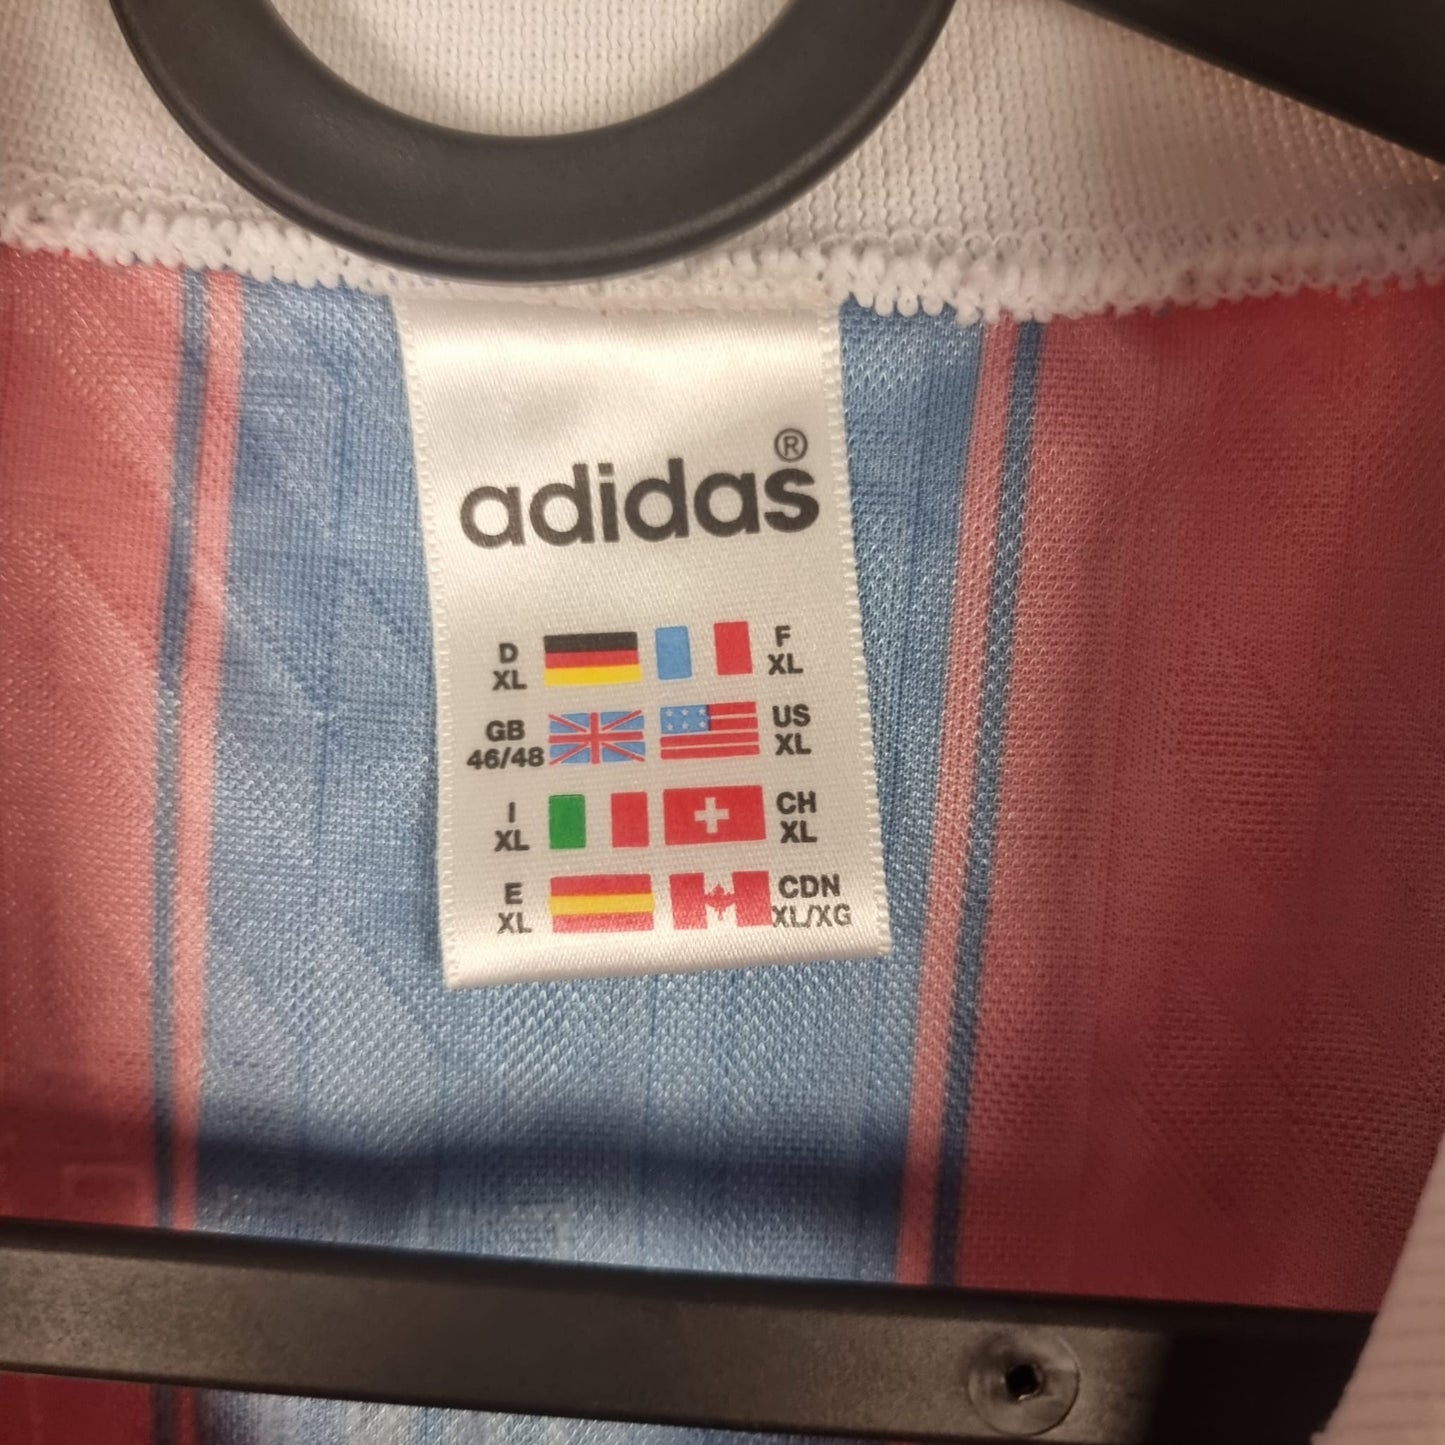 adidas®
D XL F XL
GB 46/48 US XL
I XL CH XL
E XL CDN XL/XG